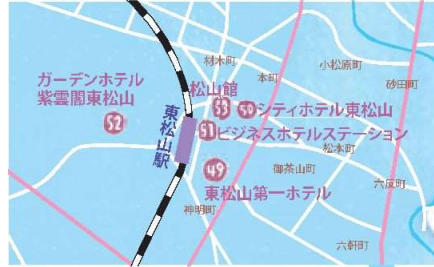 材木町
小松原町
ガーデンホテル
紫雲閣東松山
松山館
本町
砂田町
52
53
50
シティホテル東松山
東松山駅
51
ビジネスホテルステーション
松本町
49
御茶山町
東松山第一ホテル
六反町
神明町
六軒町